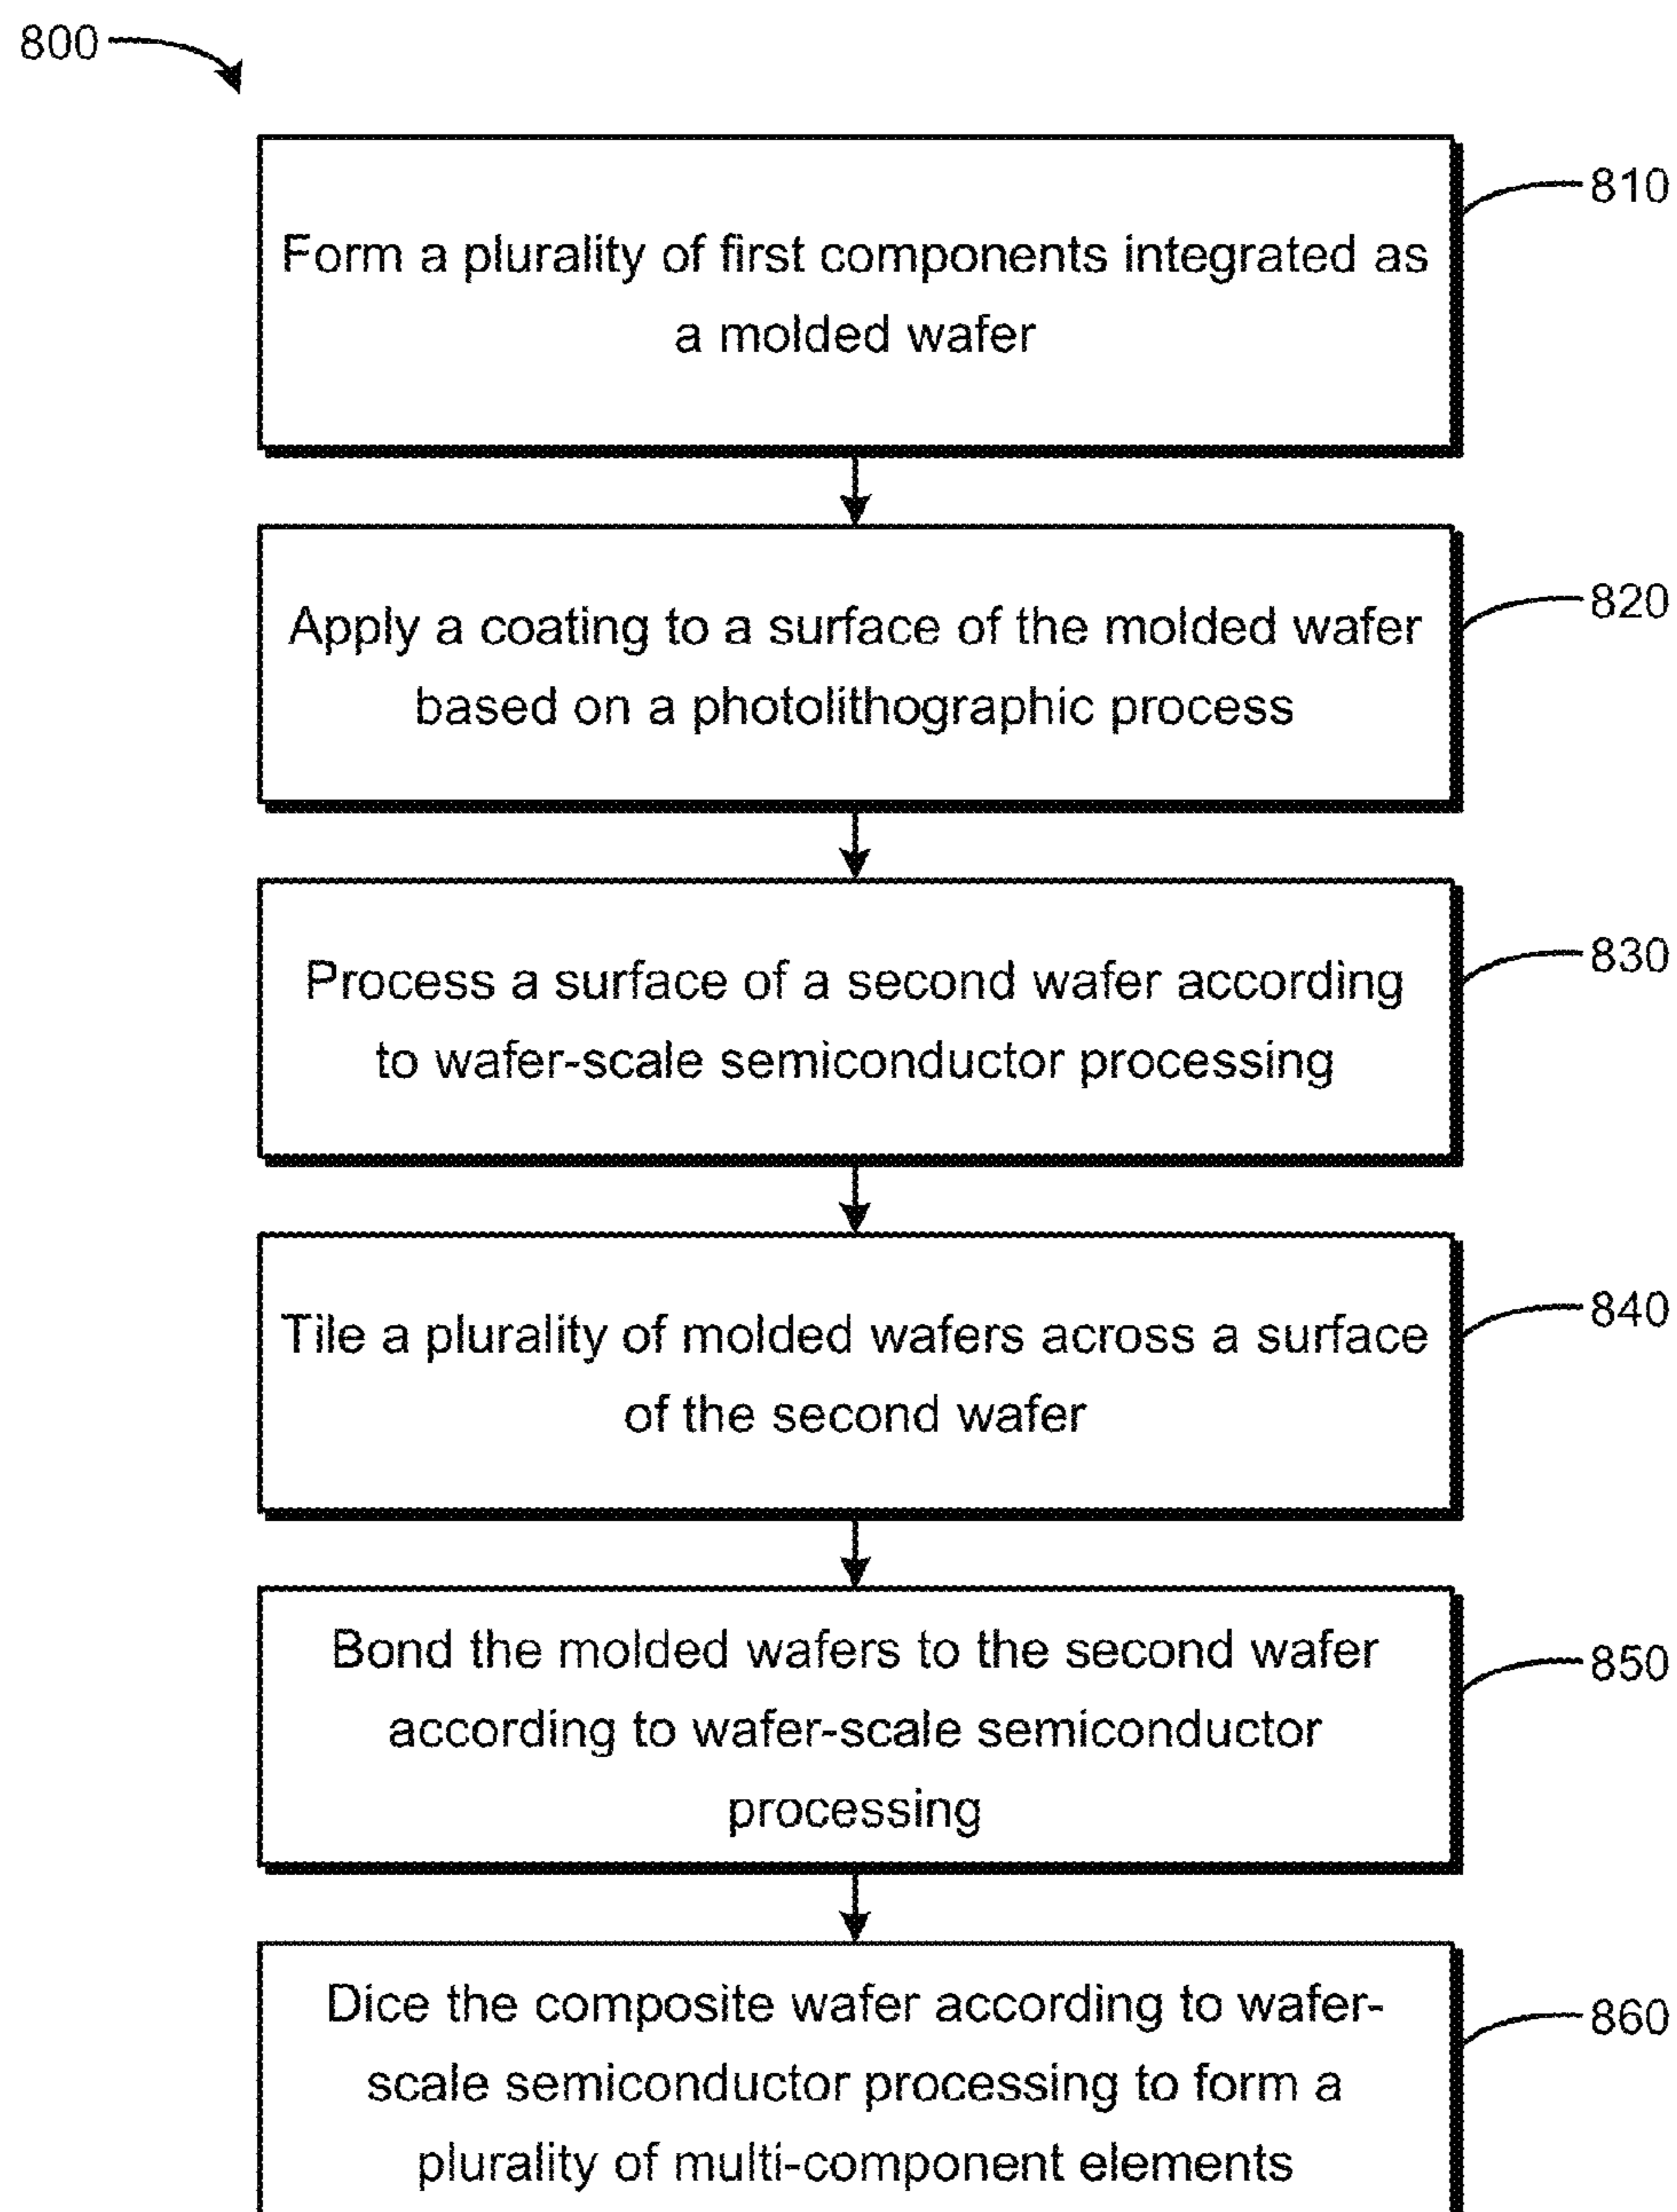 800
810
Form a plurality of first components integrated as
a molded wafer
820
Apply a coating to a surface of the molded wafer
based on a photolithographic process
830
Process a surface of a second wafer according
to wafer-scale semiconductor processing
840
Tile a plurality of molded wafers across a surface
of the second wafer
850
Bond the molded wafers to the second wafer
according to wafer-scale semiconductor
processing
860
Dice the composite wafer according to wafer-
scale semiconductor processing to form a
plurality of multi-component elements